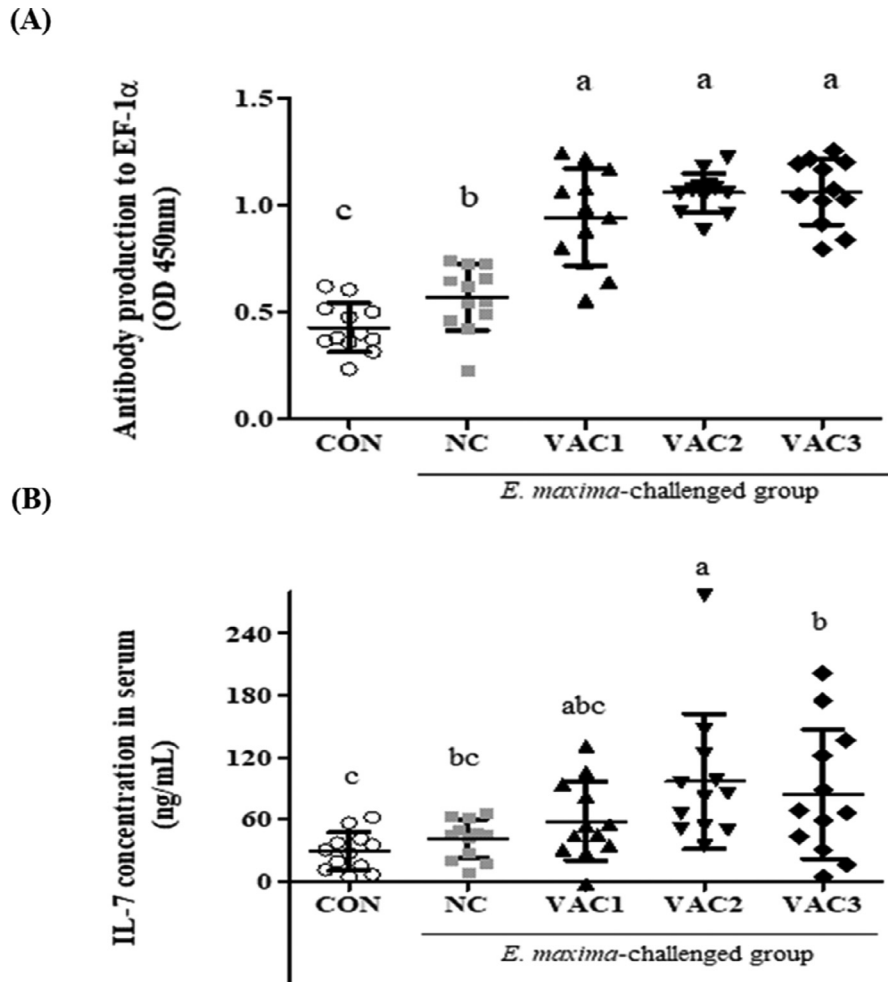 (A)
Antibody production to EF-1α
(OD 450nm)
1.5
1.0
0.5
0.0
c
b
a
a
a
CON
NC
VAC1
VAC2
VAC3
E. maxima-challenged group
(B)
IL-7 concentration in serum
(ng/mL)
240
180
120
60
0
c
bc
abc
a
b
CON
NC
VAC1
VAC2
VAC3
E. maxima-challenged group